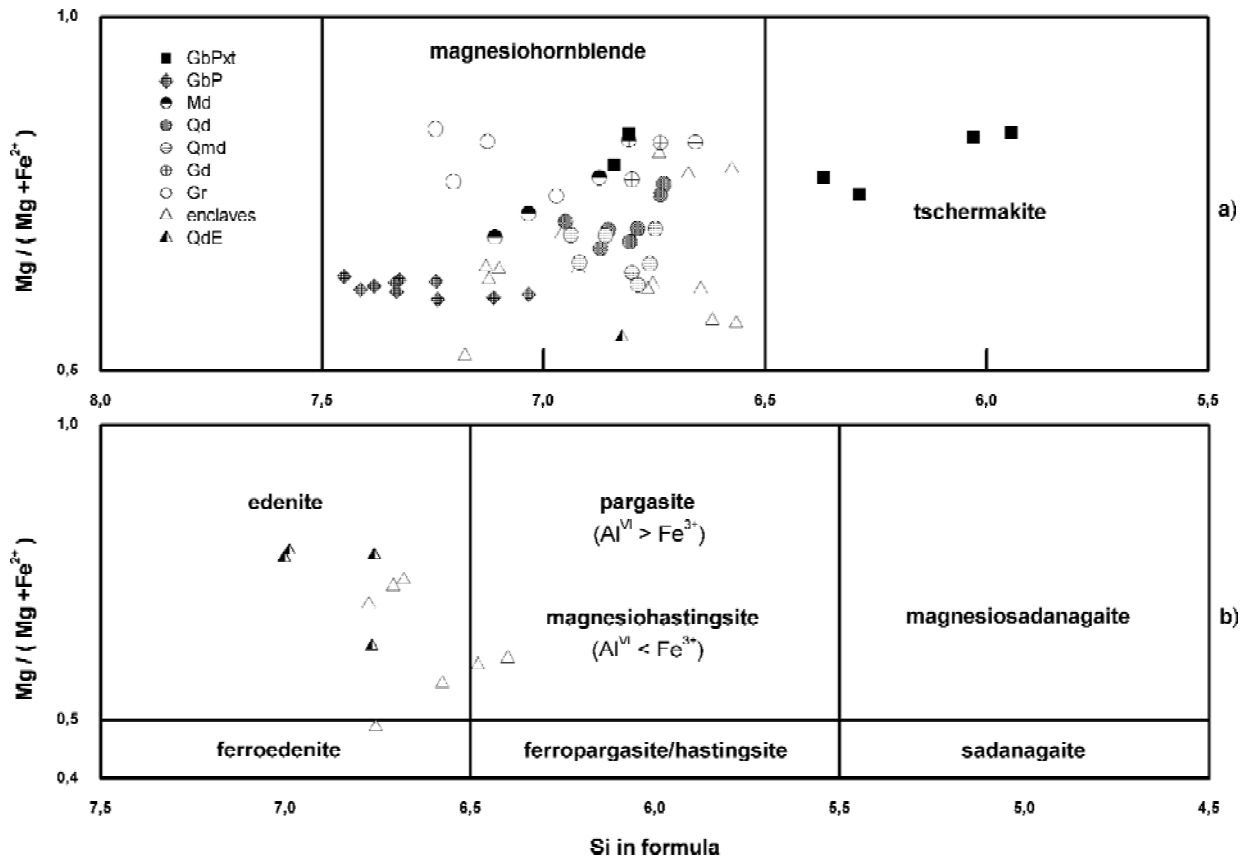 1,0
magnesiohornblende
GbPxt
GbP
Md
Qd
Qmd
Gd
Gr
enclaves
QdE
tschermakite
a)
Mg / ( Mg +Fe²⁺)
0,5
8,0 7,5 7,0 6,5 6,0 5,5
1,0
edenite
pargasite
(Alⱽᴵ > Fe³⁺)
magnesiohastingsite
(Alⱽᴵ < Fe³⁺)
magnesiosadanagaite
b)
Mg / ( Mg +Fe²⁺)
0,5
ferroedenite ferropargasite/hastingsite sadanagaite
0,4
7,5 7,0 6,5 6,0 5,5 5,0 4,5
Si in formula